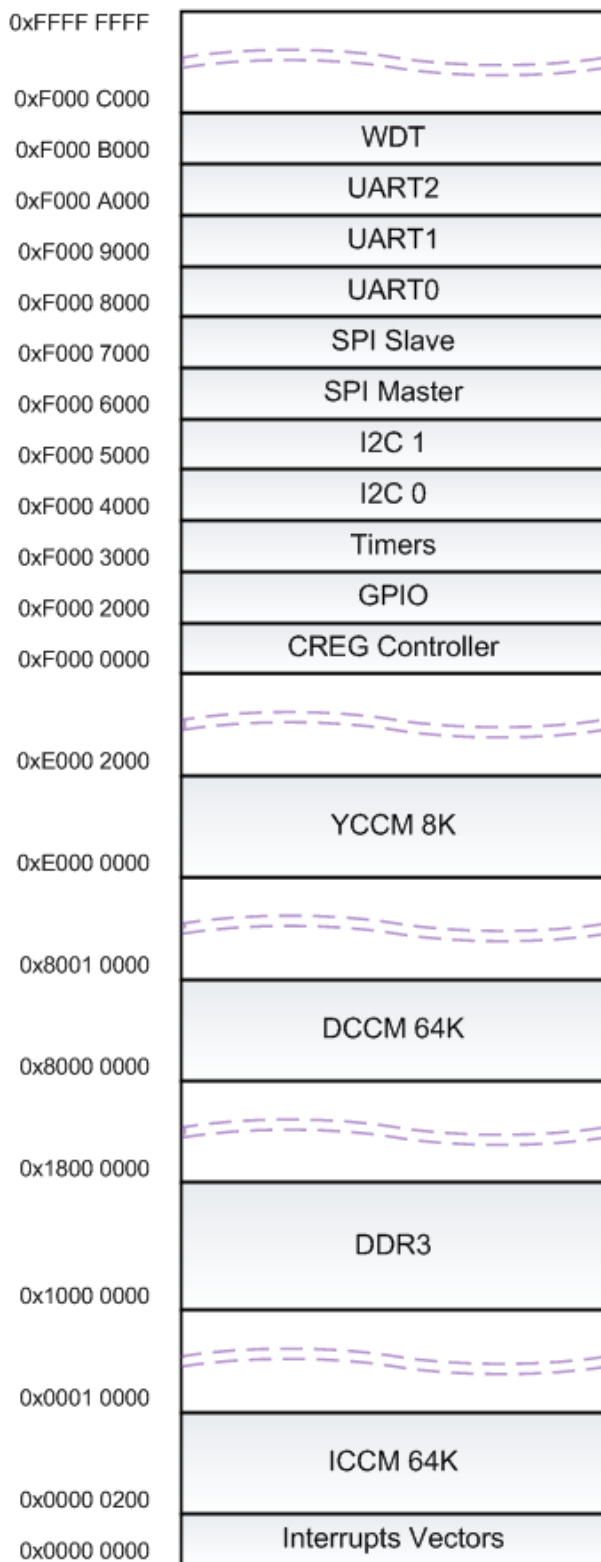 0xFFFF FFFF
0xF000 C000
WDT
0xF000 B000
UART2
0xF000 A000
UART1
0xF000 9000
UART0
0xF000 8000
SPI Slave
0xF000 7000
SPI Master
0xF000 6000
I2C 1
0xF000 5000
I2C 0
0xF000 4000
Timers
0xF000 3000
GPIO
0xF000 2000
CREG Controller
0xF000 0000
0xE000 2000
YCCM 8K
0xE000 0000
0x8001 0000
DCCM 64K
0x8000 0000
0x1800 0000
DDR3
0x1000 0000
0x0001 0000
ICCM 64K
0x0000 0200
Interrupts Vectors
0x0000 0000